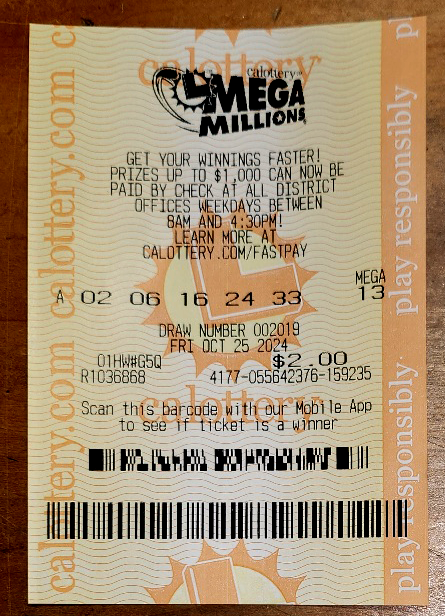 calottery
calottery
MEGA
MILLIONS
GET YOUR WINNINGS FASTER!
PRIZES UP TO $1,000 CAN NOW BE
PAID BY CHECK AT ALL DISTRICT
OFFICES WEEKDAYS BETWEEN
8AM AND 4:30PM!
LEARN MORE AT
CALOTTERY.COM/FASTPAY
MEGA
A 02 06 16 24 33 13
DRAW NUMBER 002019
FRI OCT 25 2024
01HW#G5Q $2.00
R1036868 4177-055642376-159235
Scan this barcode with our Mobile App
to see if ticket is a winner
calottery
calottery.com calottery.com c
play responsibly play responsibly pl